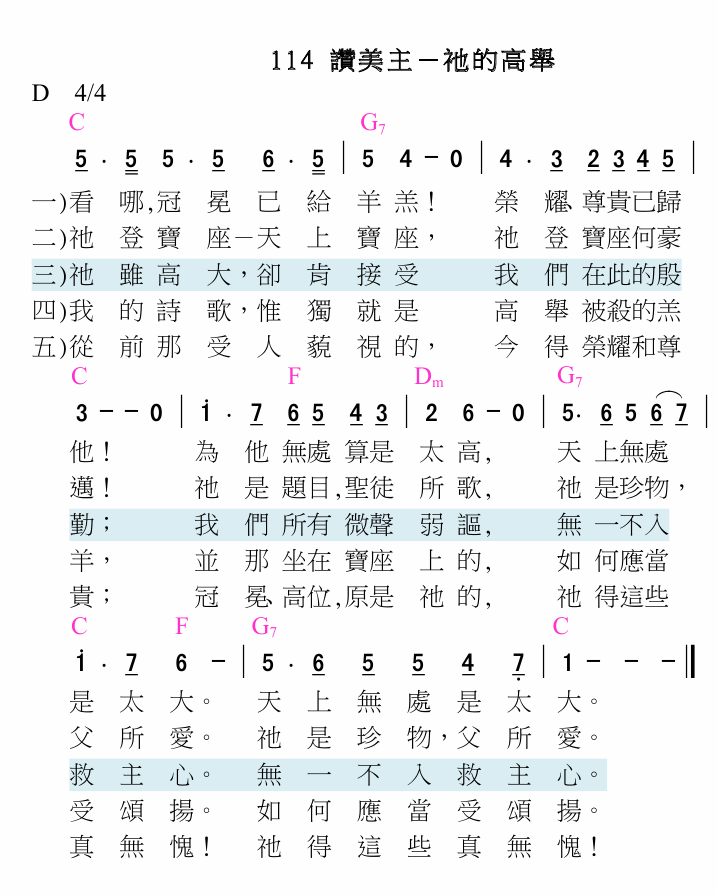 114 讚美主－祂的高舉
D 4/4
C G7
5 . 5 5 . 5 6 . 5 | 5 4 － 0 | 4 . 3 2 3 4 5 |
一)看 哪,冠 冕 已 給 羊 羔！ 榮 耀、尊貴已歸
二)祂 登 寶 座－天 上 寶 座， 祂 登 寶座何豪
三)祂 雖 高 大，卻 肯 接 受 我 們 在此的殷
四)我 的 詩 歌，惟 獨 就 是 高 舉 被殺的羔
五)從 前 那 受 人 藐 視 的， 今 得 榮耀和尊
C F Dm G7
3 － － 0 | i . 7 6 5 4 3 | 2 6 － 0 | 5. 6 5 6 7 |
他！ 為 他 無處 算是 太 高, 天 上無處
邁！ 祂 是 題目,聖徒 所 歌, 祂 是珍物，
勤； 我 們 所有 微聲 弱 謳, 無 一不入
羊， 並 那 坐在 寶座 上 的, 如 何應當
貴； 冠 冕、高位,原是 祂 的, 祂 得這些
C F G7 C
i . 7 6 － | 5 . 6 5 5 4 7 | 1 － － － ||
是 太 大。 天 上 無 處 是 太 大。
父 所 愛。 祂 是 珍 物，父 所 愛。
救 主 心。 無 一 不 入 救 主 心。
受 頌 揚。 如 何 應 當 受 頌 揚。
真 無 愧！ 祂 得 這 些 真 無 愧！